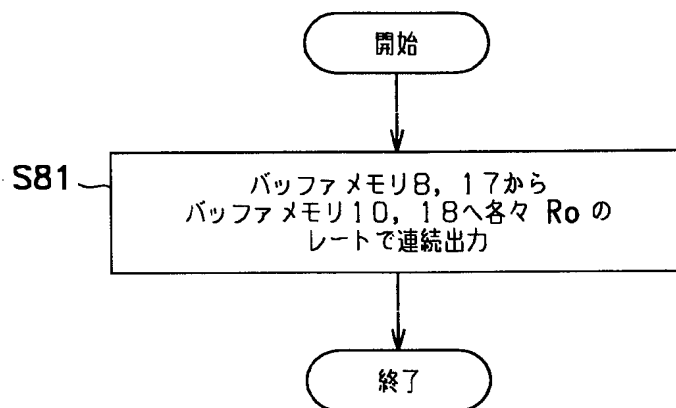 開始
S81
バッファメモリ8, 17から
バッファメモリ10, 18へ各々 Ro の
レートで連続出力
終了